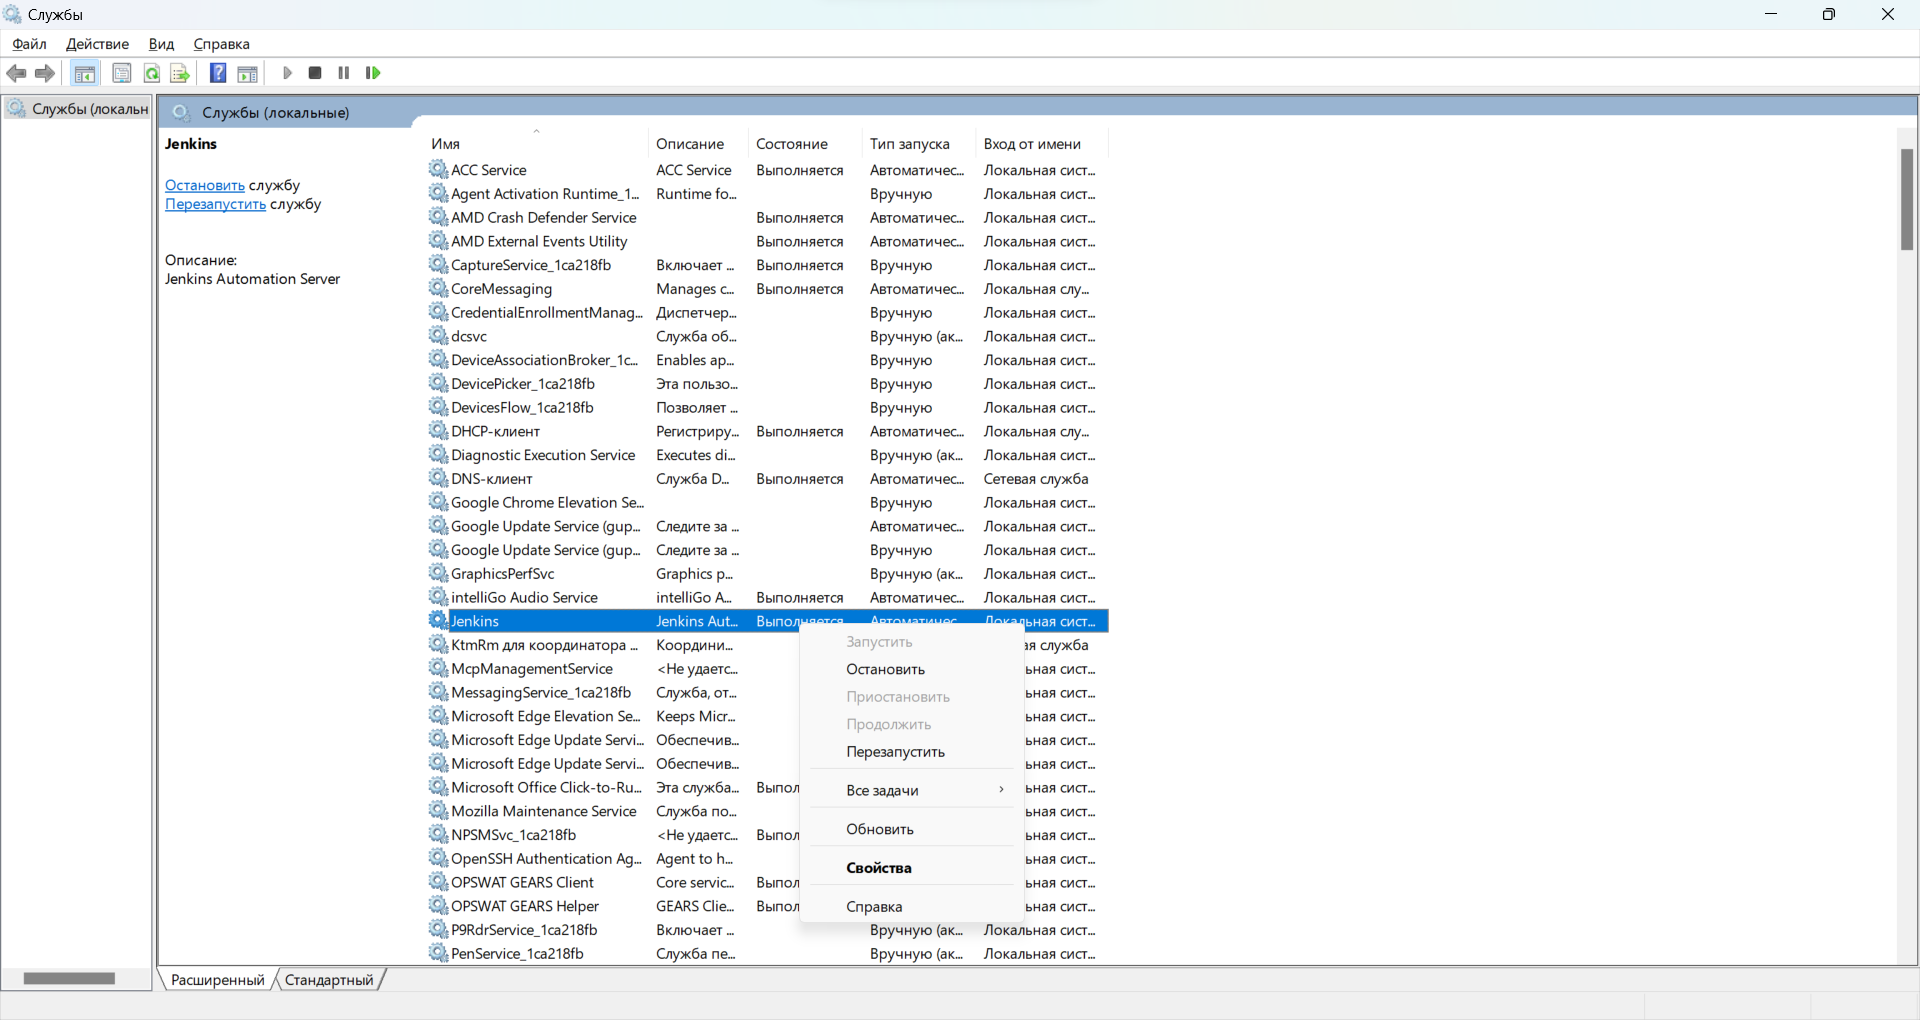 Службы
Файл Действие Вид Справка
Службы (локальн
Службы (локальные)
Jenkins
Остановить службу
Перезапустить службу
Описание:
Jenkins Automation Server
Имя Описание Состояние Тип запуска Вход от имени
ACC Service ACC Service Выполняется Автоматичес... Локальная сист...
Agent Activation Runtime_1... Runtime fo... Вручную Локальная сист...
AMD Crash Defender Service Выполняется Автоматичес... Локальная сист...
AMD External Events Utility Выполняется Автоматичес... Локальная сист...
CaptureService_1ca218fb Включает ... Выполняется Вручную Локальная сист...
CoreMessaging Manages c... Выполняется Автоматичес... Локальная слу...
CredentialEnrollmentManag... Диспетчер... Вручную Локальная сист...
dcsvc Служба об... Вручную (ак... Локальная сист...
DeviceAssociationBroker_1c... Enables ap... Вручную Локальная сист...
DevicePicker_1ca218fb Эта пользо... Вручную Локальная сист...
DevicesFlow_1ca218fb Позволяет ... Вручную Локальная сист...
DHCP-клиент Регистриру... Выполняется Автоматичес... Локальная слу...
Diagnostic Execution Service Executes di... Вручную (ак... Локальная сист...
DNS-клиент Служба D... Выполняется Автоматичес... Сетевая служба
Google Chrome Elevation Se... Вручную Локальная сист...
Google Update Service (gup... Следите за ... Автоматичес... Локальная сист...
Google Update Service (gup... Следите за ... Вручную Локальная сист...
GraphicsPerfSvc Graphics p... Вручную (ак... Локальная сист...
intelliGo Audio Service intelliGo A... Выполняется Автоматичес... Локальная сист...
Jenkins Jenkins Aut... Выполняется Автоматичес... Локальная сист...
KtmRm для координатора ... Координи... ая служба
McpManagementService <Не удаетс... ьная сист...
MessagingService_1ca218fb Служба, от... ьная сист...
Microsoft Edge Elevation Se... Keeps Micr... ьная сист...
Microsoft Edge Update Servi... Обеспечив... ьная сист...
Microsoft Edge Update Servi... Обеспечив... ьная сист...
Microsoft Office Click-to-Ru... Эта служба... Выпол ьная сист...
Mozilla Maintenance Service Служба по... ьная сист...
NPSMSvc_1ca218fb <Не удаетс... Выпол ьная сист...
OpenSSH Authentication Ag... Agent to h... ьная сист...
OPSWAT GEARS Client Core servic... Выпол ьная сист...
OPSWAT GEARS Helper GEARS Clie... Выпол ьная сист...
P9RdrService_1ca218fb Включает ... Вручную (ак... Локальная сист...
PenService_1ca218fb Служба пе... Вручную (ак... Локальная сист...
Запустить
Остановить
Приостановить
Продолжить
Перезапустить
Все задачи
Обновить
Свойства
Справка
Расширенный Стандартный